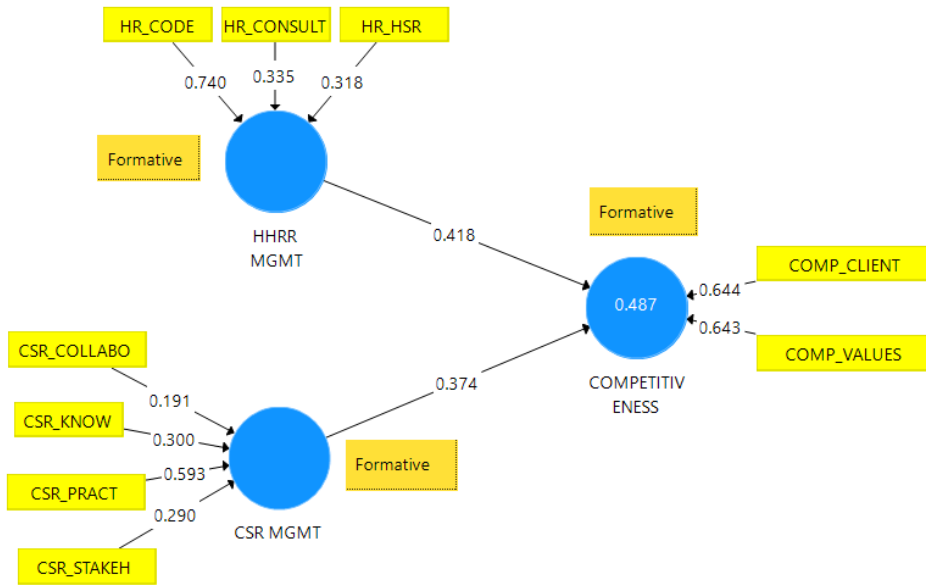 HR_CODE
HR_CONSULT
HR_HSR
0.740
0.335
0.318
Formative
HHRR
MGMT
Formative
0.418
COMP_CLIENT
0.644
0.487
0.643
COMP_VALUES
CSR_COLLABO
0.374
COMPETITIV
ENESS
0.191
CSR_KNOW
0.300
Formative
0.593
CSR_PRACT
0.290
CSR MGMT
CSR_STAKEH